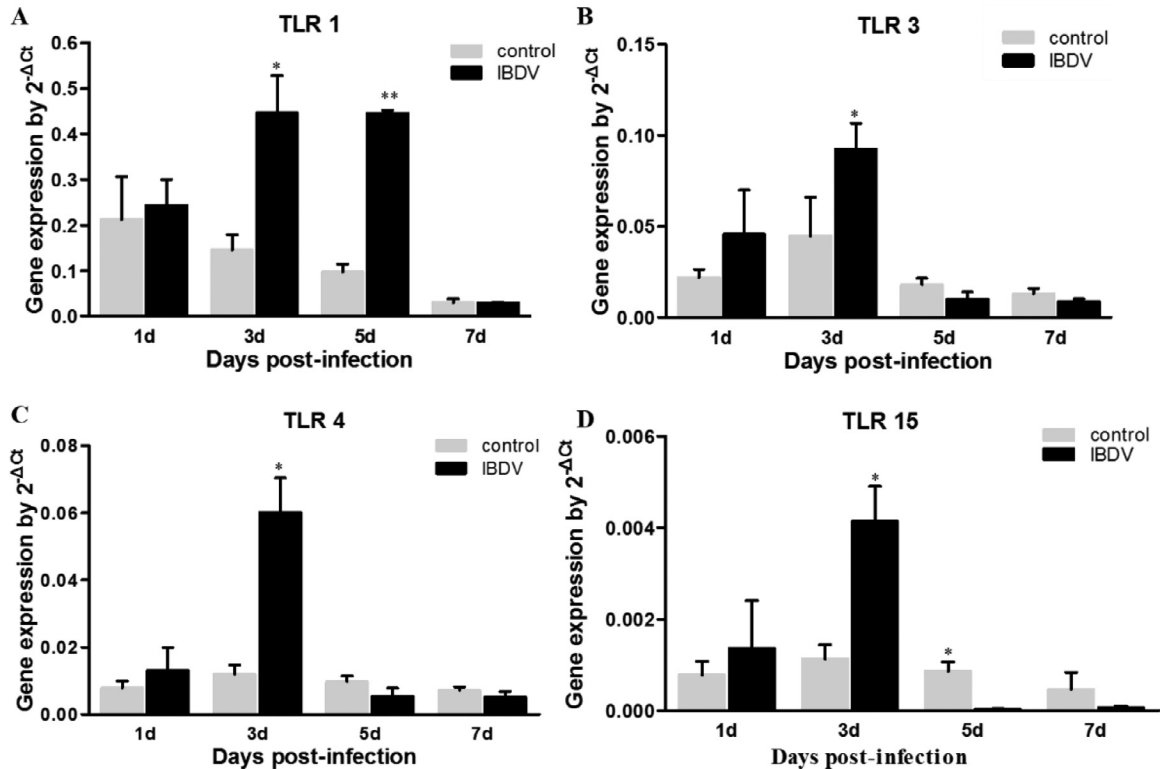 A
TLR 1
Gene expression by 2^-ΔCt
0.6
0.5
0.4
0.3
0.2
0.1
0.0
control
IBDV
*
**
1d 3d 5d 7d
Days post-infection
B
TLR 3
Gene expression by 2^-ΔCt
0.15
0.10
0.05
0.00
control
IBDV
*
1d 3d 5d 7d
Days post-infection
C
TLR 4
Gene expression by 2^-ΔCt
0.08
0.06
0.04
0.02
0.00
control
IBDV
*
1d 3d 5d 7d
Days post-infection
D
TLR 15
Gene expression by 2^-ΔCt
0.006
0.004
0.002
0.000
control
IBDV
*
*
1d 3d 5d 7d
Days post-infection